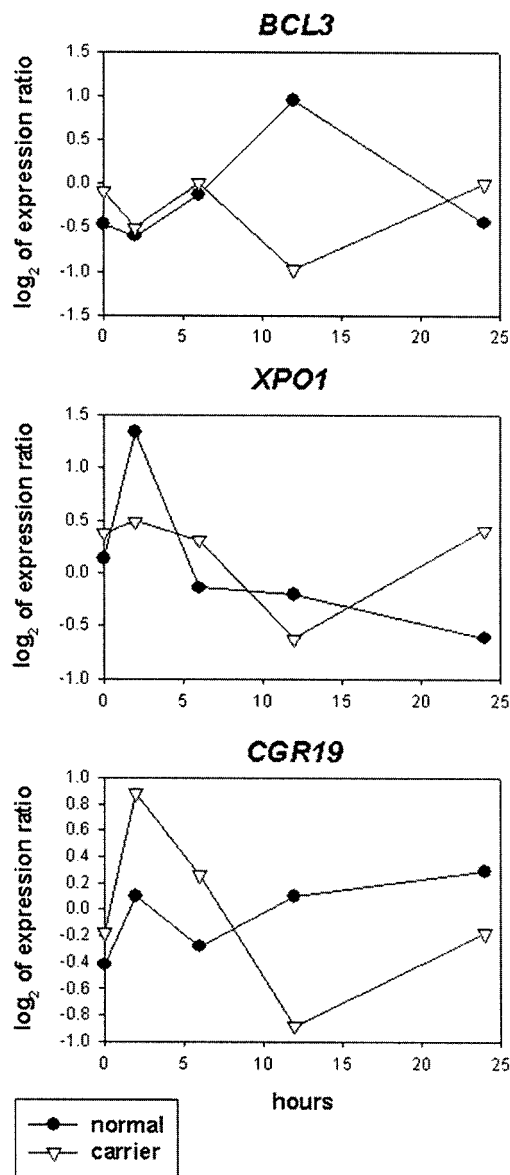 BCL3
log2 of expression ratio
1.5
1.0
0.5
0.0
-0.5
-1.0
-1.5
0 5 10 15 20 25
XPO1
log2 of expression ratio
1.5
1.0
0.5
0.0
-0.5
-1.0
0 5 10 15 20 25
CGR19
log2 of expression ratio
1.0
0.8
0.6
0.4
0.2
0.0
-0.2
-0.4
-0.6
-0.8
-1.0
0 5 10 15 20 25
hours
normal
carrier